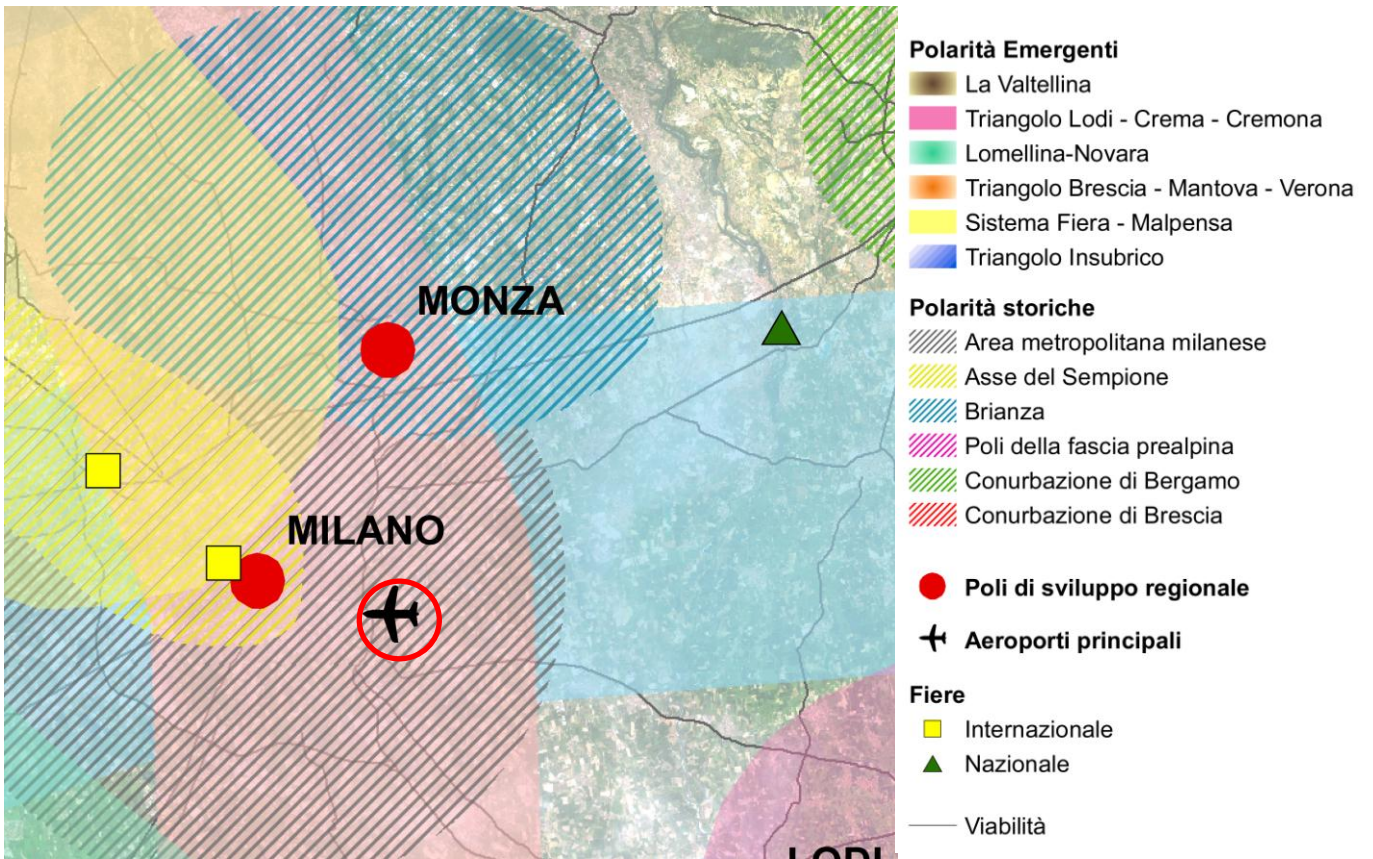 MONZA
MILANO
LODI
Polarità Emergenti
La Valtellina
Triangolo Lodi - Crema - Cremona
Lomellina-Novara
Triangolo Brescia - Mantova - Verona
Sistema Fiera - Malpensa
Triangolo Insubrico
Polarità storiche
Area metropolitana milanese
Asse del Sempione
Brianza
Poli della fascia prealpina
Conurbazione di Bergamo
Conurbazione di Brescia
Poli di sviluppo regionale
Aeroporti principali
Fiere
Internazionale
Nazionale
Viabilità